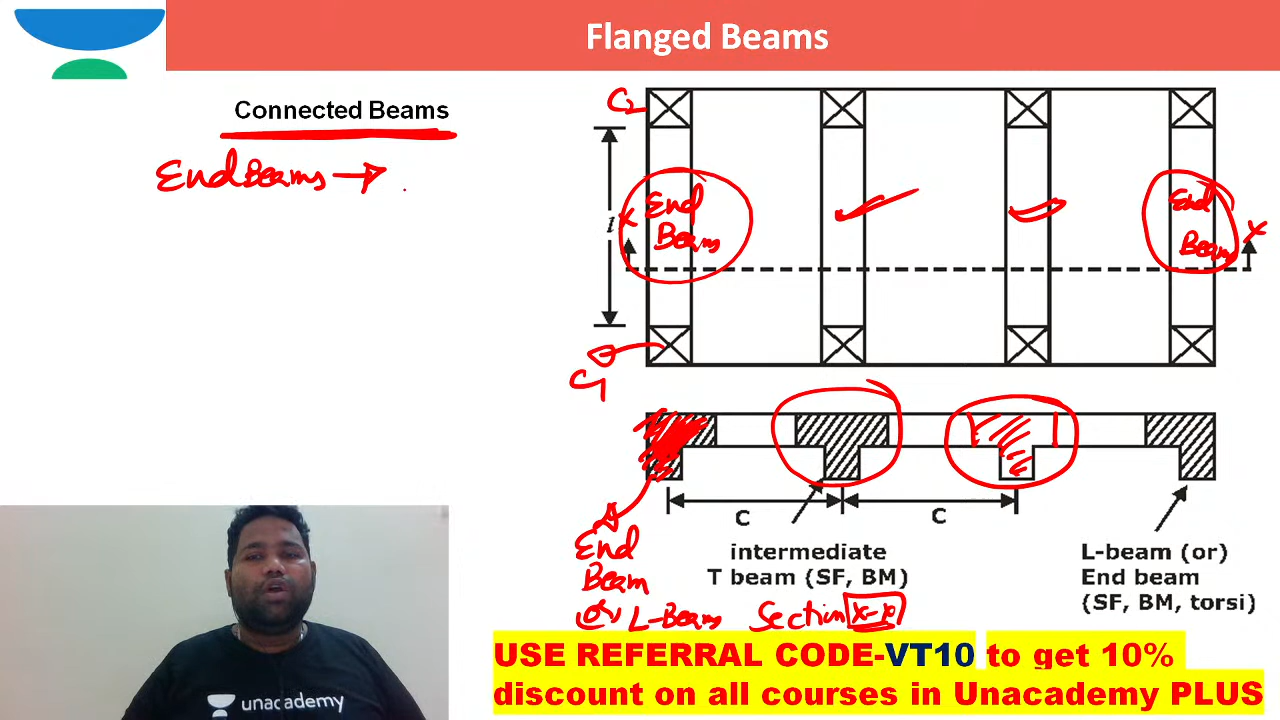 Flanged Beams
Connected Beams
End Beams →
C2
l
x
End
Beam
End
Beam
x
C1
C
C
End
Beam
(or) L-Beam
intermediate
T beam (SF, BM)
Section x-x
L-beam (or)
End beam
(SF, BM, torsi)
USE REFERRAL CODE-VT10 to get 10%
discount on all courses in Unacademy PLUS
unacademy